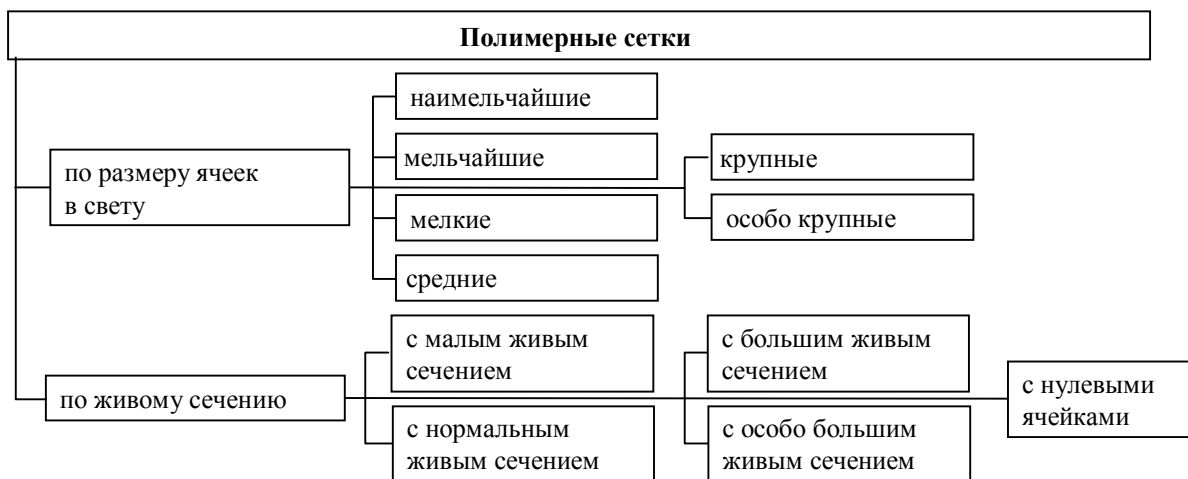 Полимерные сетки
по размеру ячеек
в свету
наимельчайшие
мельчайшие
мелкие
средние
крупные
особо крупные
по живому сечению
с малым живым
сечением
с нормальным
живым сечением
с большим живым
сечением
с особо большим
живым сечением
с нулевыми
ячейками